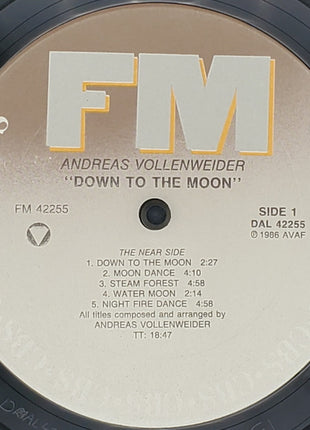 FM
ANDREAS VOLLENWEIDER
"DOWN TO THE MOON"
FM 42255
SIDE 1
DAL 42255
℗ 1986 AVAF
THE NEAR SIDE
1. DOWN TO THE MOON 2:27
2. MOON DANCE 4:10
3. STEAM FOREST 4:58
4. WATER MOON 2:14
5. NIGHT FIRE DANCE 4:58
All titles composed and arranged by
ANDREAS VOLLENWEIDER
TT: 18:47
CBS CBS CBS